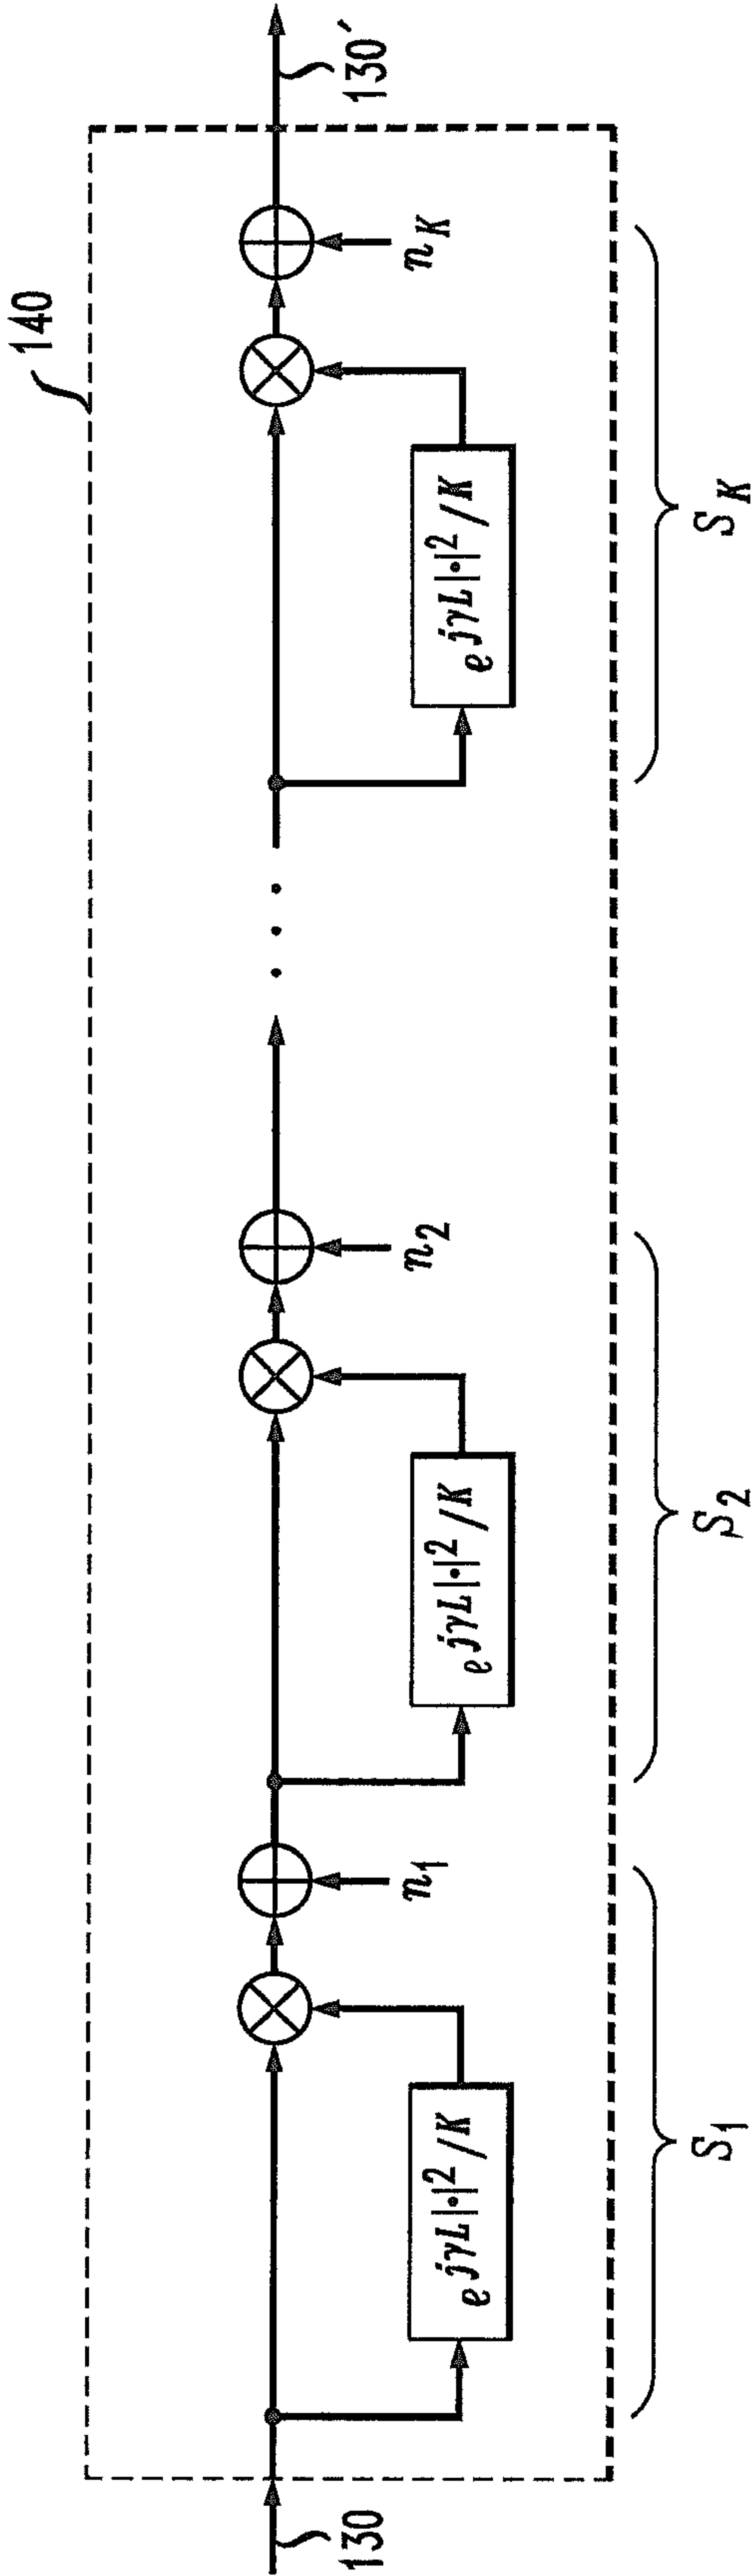 140
130
e^{jγL|•|^2/K}
n_1
S_1
e^{jγL|•|^2/K}
n_2
S_2
• • •
e^{jγL|•|^2/K}
n_K
S_K
130′